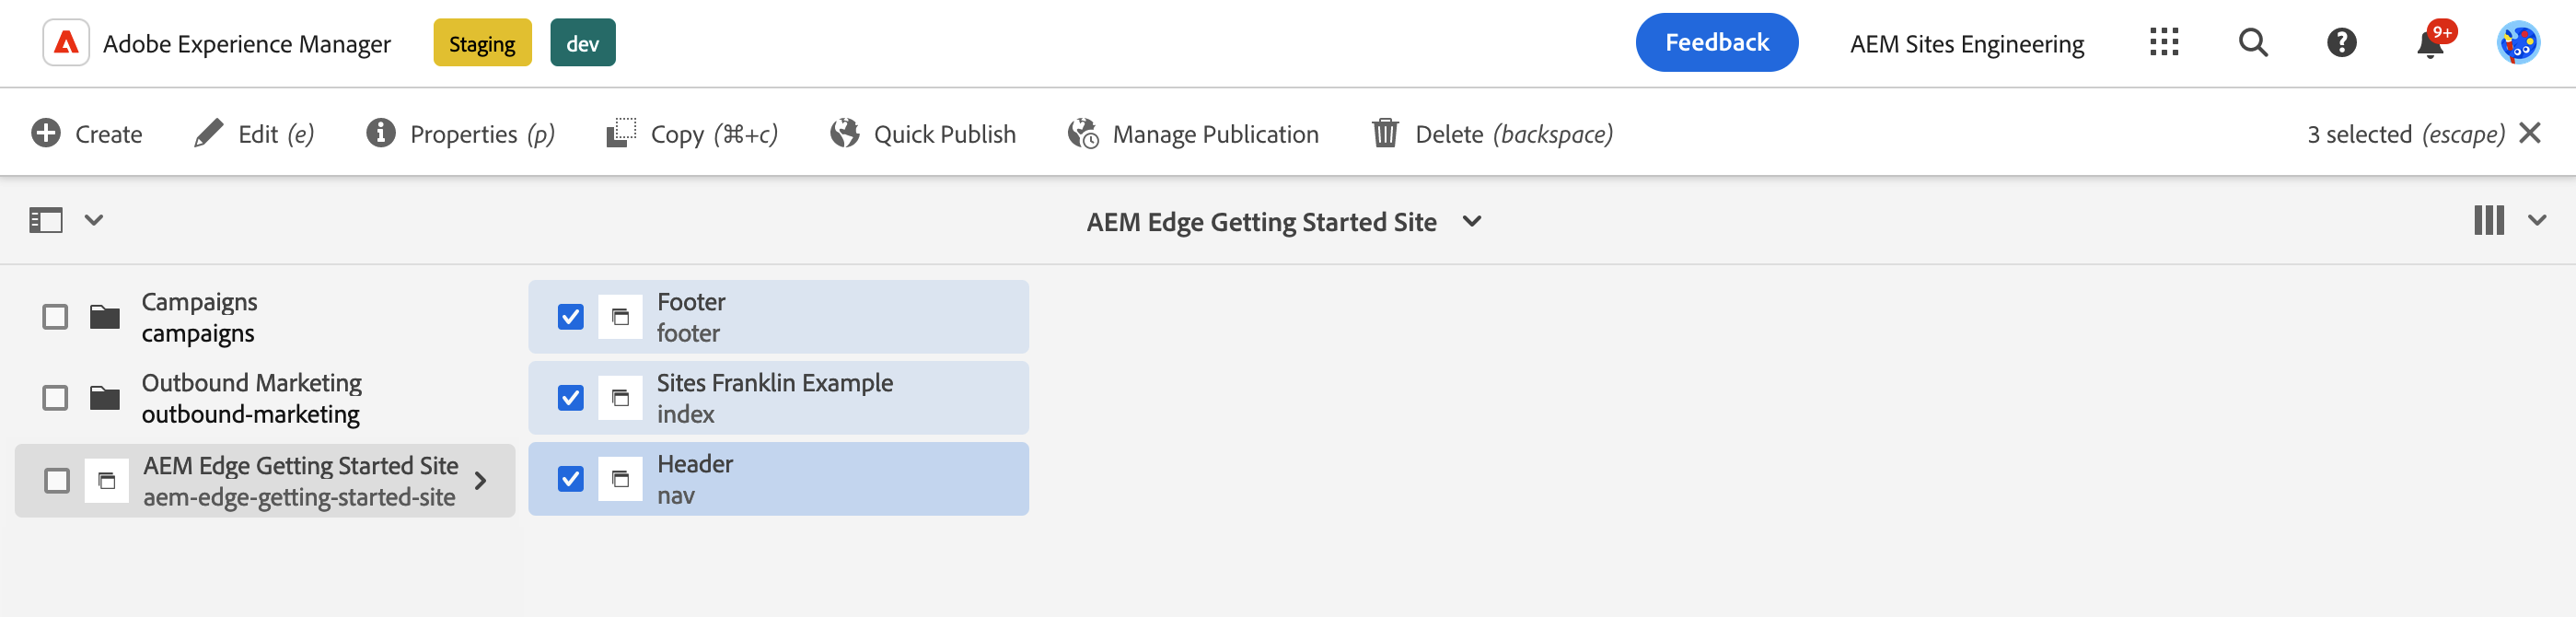 Adobe Experience Manager Staging dev Feedback AEM Sites Engineering 9+
Create Edit (e) Properties (p) Copy (⌘+c) Quick Publish Manage Publication Delete (backspace) 3 selected (escape)
AEM Edge Getting Started Site
Campaigns
campaigns
Outbound Marketing
outbound-marketing
AEM Edge Getting Started Site
aem-edge-getting-started-site
Footer
footer
Sites Franklin Example
index
Header
nav